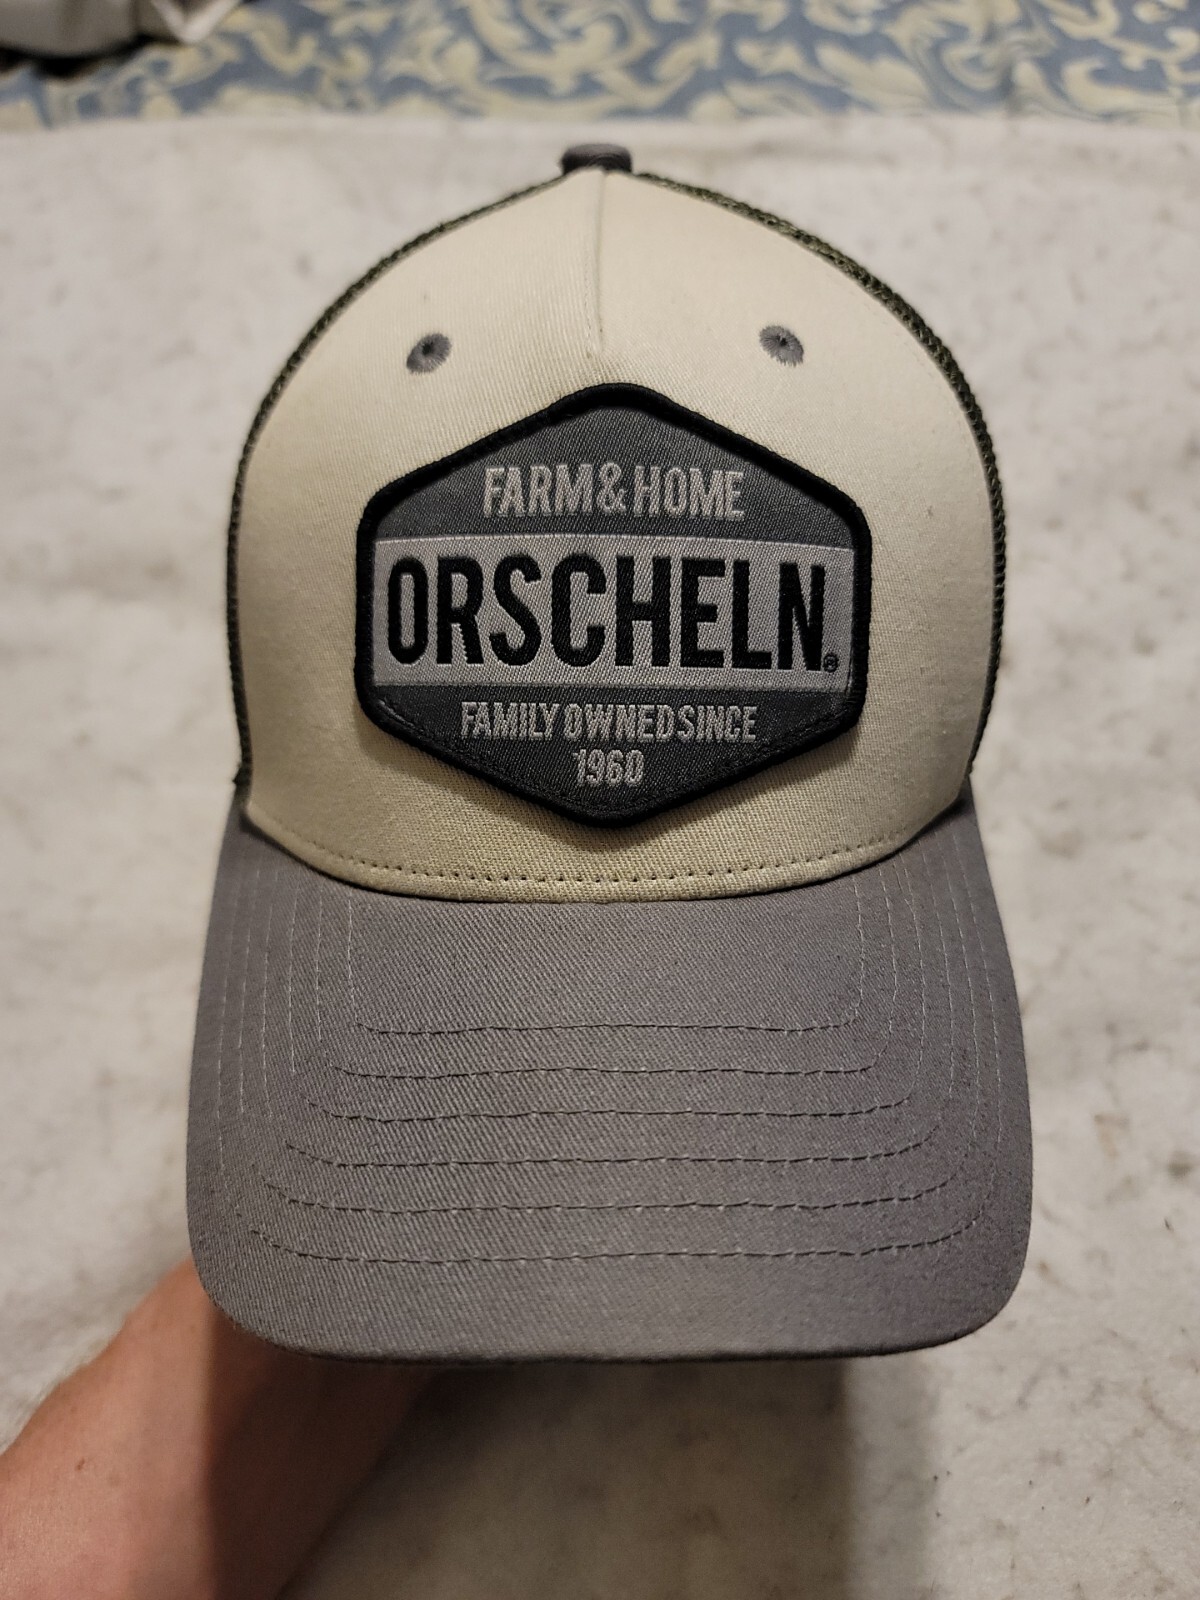 FARM & HOME
ORSCHELN®
FAMILY OWNED SINCE
1960